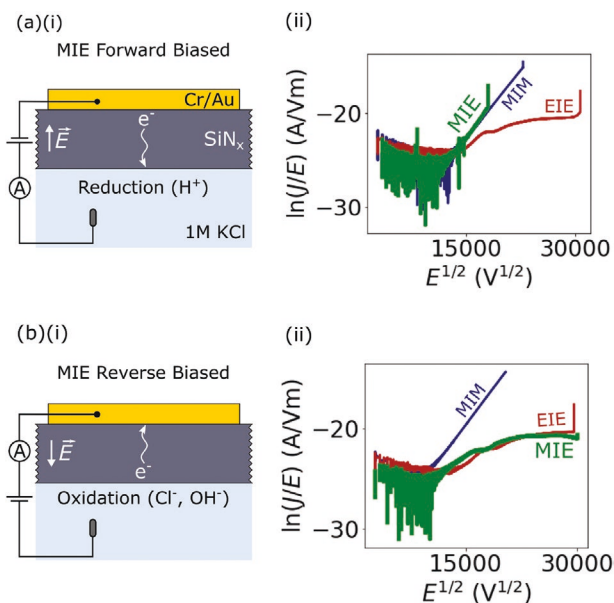 (a)(i)
MIE Forward Biased
Cr/Au
e-
E
SiNx
A
Reduction (H+)
1M KCl
(ii)
ln(J/E) (A/Vm)
−20
−30
MIE
MIM
EIE
15000
30000
E1/2 (V1/2)
(b)(i)
MIE Reverse Biased
A
E
e-
Oxidation (Cl-, OH-)
(ii)
ln(J/E) (A/Vm)
−20
−30
MIM
EIE
MIE
15000
30000
E1/2 (V1/2)